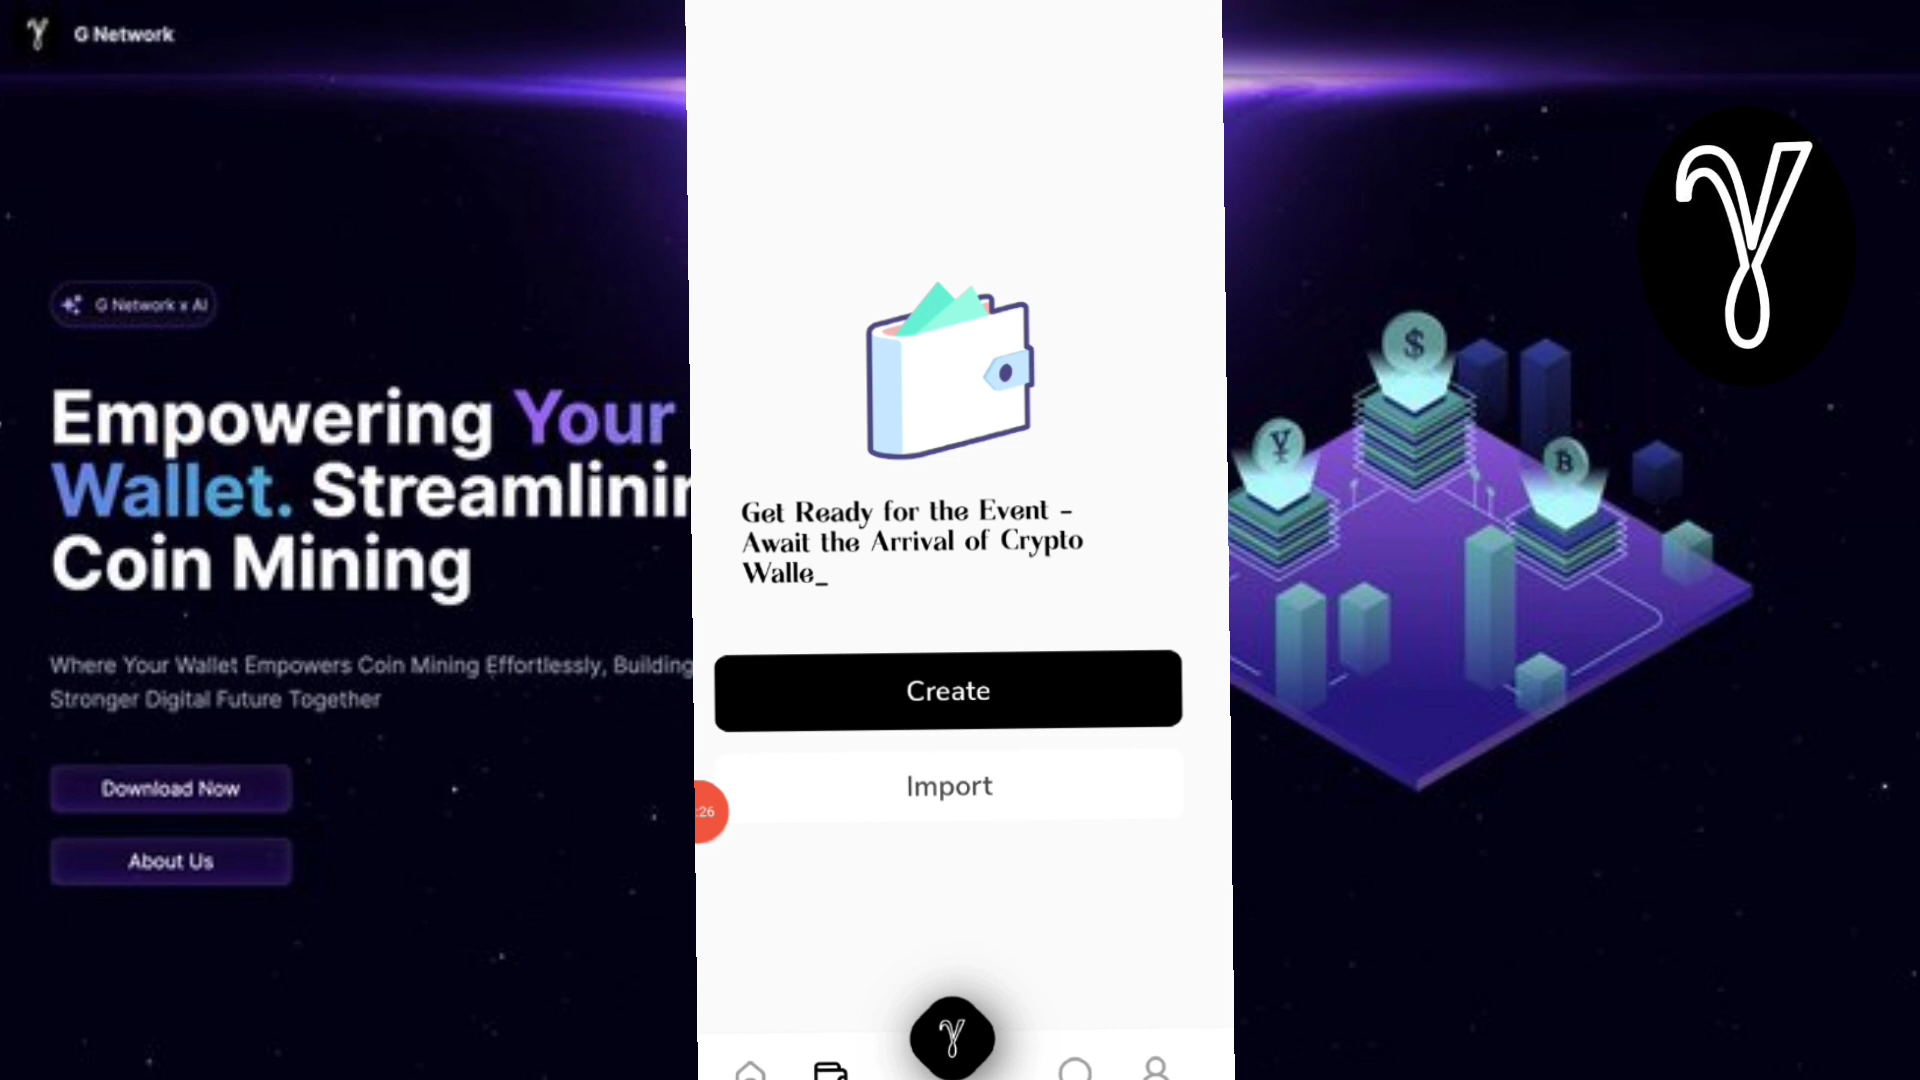 G Network
G Network x AI
Empowering Your
Wallet. Streamlinin
Coin Mining
Where Your Wallet Empowers Coin Mining Effortlessly, Building
Stronger Digital Future Together
Download Now
About Us
Get Ready for the Event -
Await the Arrival of Crypto
Walle_
Create
Import
:26
γ
$
¥
B
γ